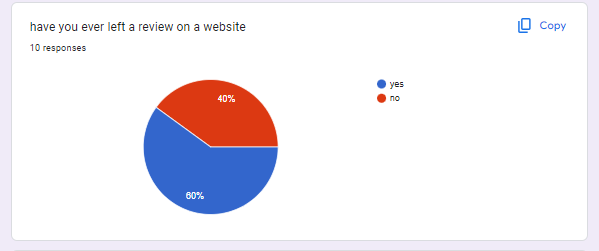 have you ever left a review on a website
Copy
10 responses
yes
no
40%
60%